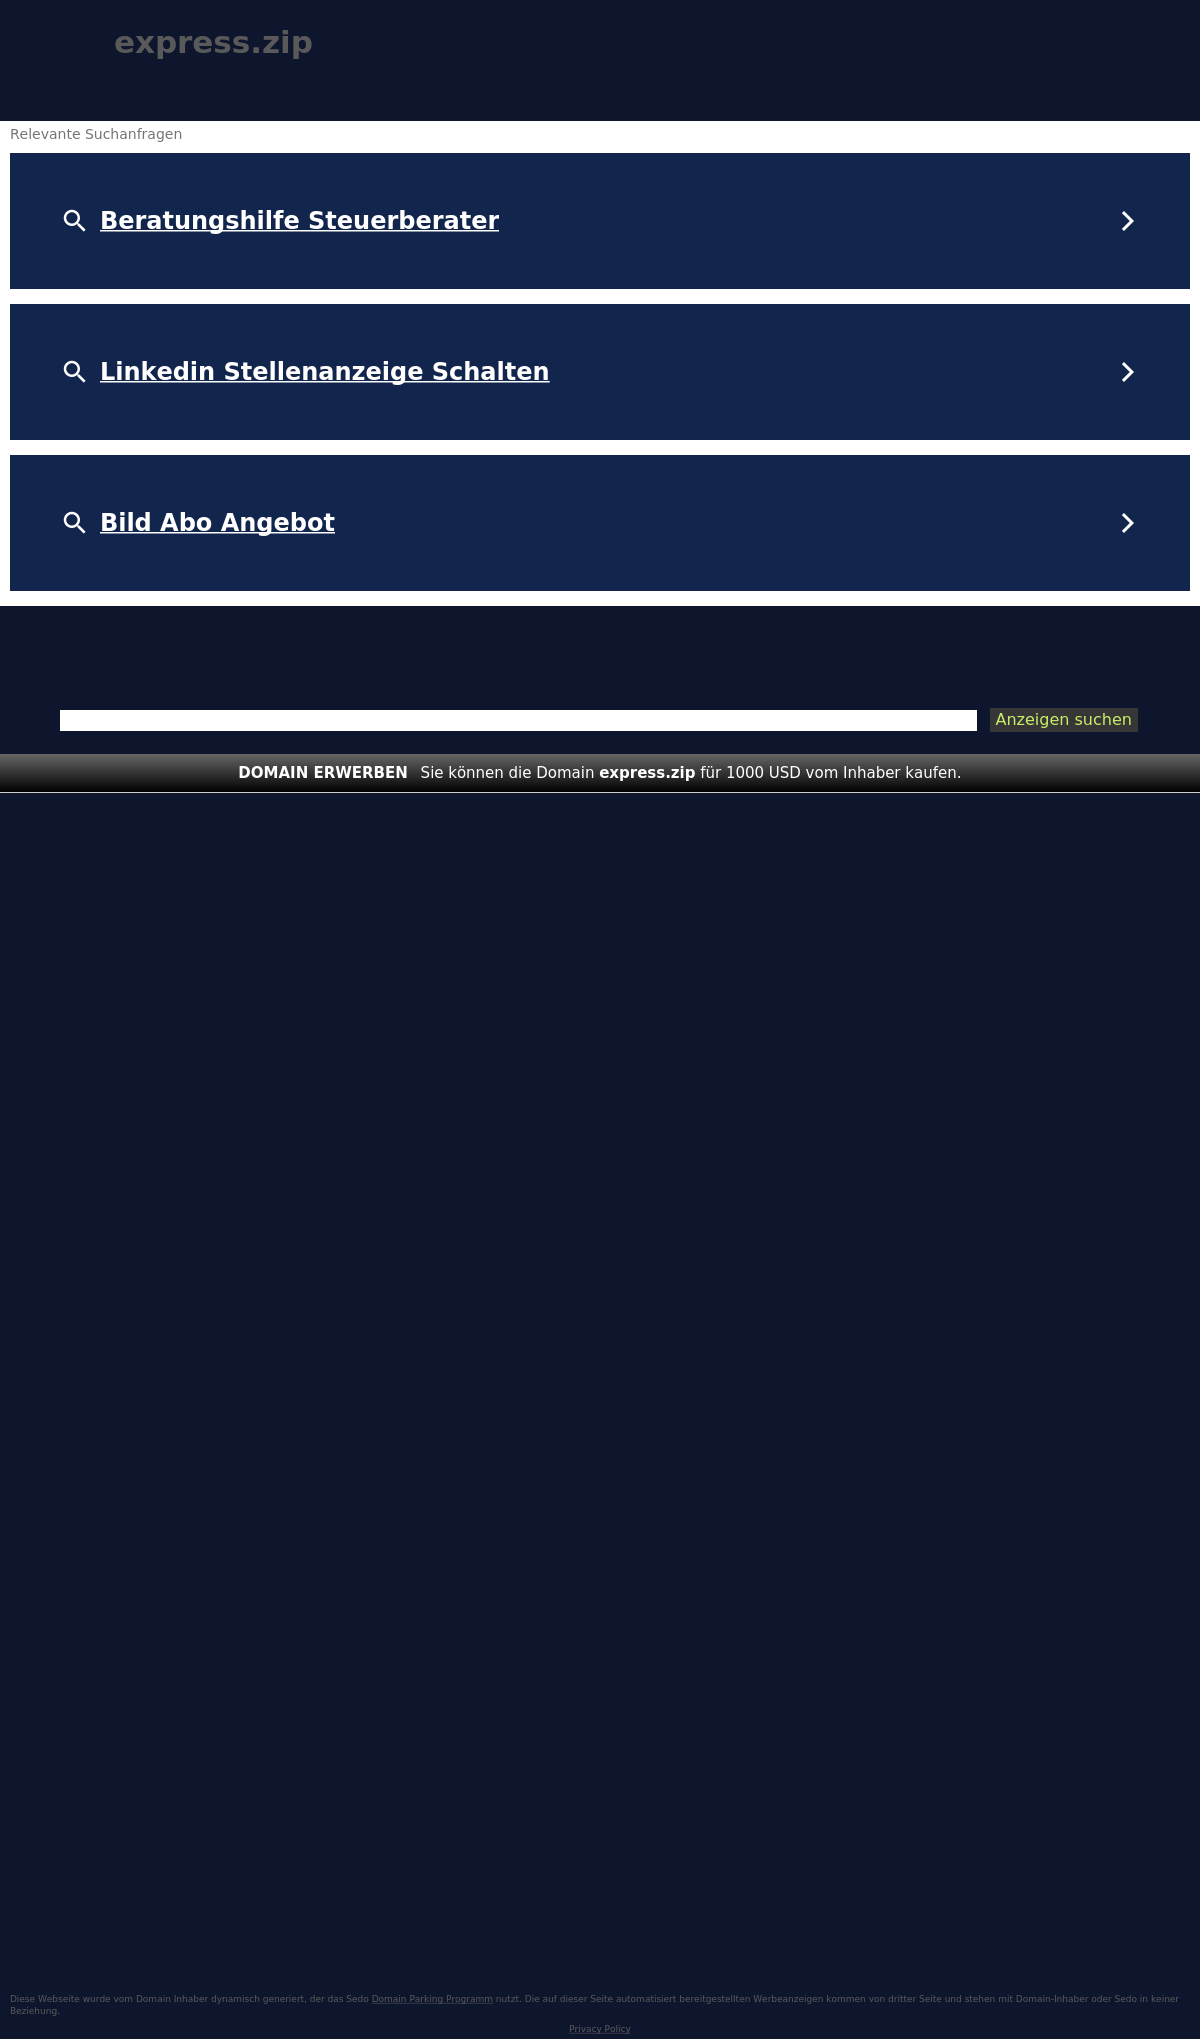 express.zip
Relevante Suchanfragen
Beratungshilfe Steuerberater
Linkedin Stellenanzeige Schalten
Bild Abo Angebot
Anzeigen suchen
DOMAIN ERWERBEN Sie können die Domain express.zip für 1000 USD vom Inhaber kaufen.
Diese Webseite wurde vom Domain Inhaber dynamisch generiert, der das Sedo Domain Parking Programm nutzt. Die auf dieser Seite automatisiert bereitgestellten Werbeanzeigen kommen von dritter Seite und stehen mit Domain-Inhaber oder Sedo in keiner
Beziehung.
Privacy Policy